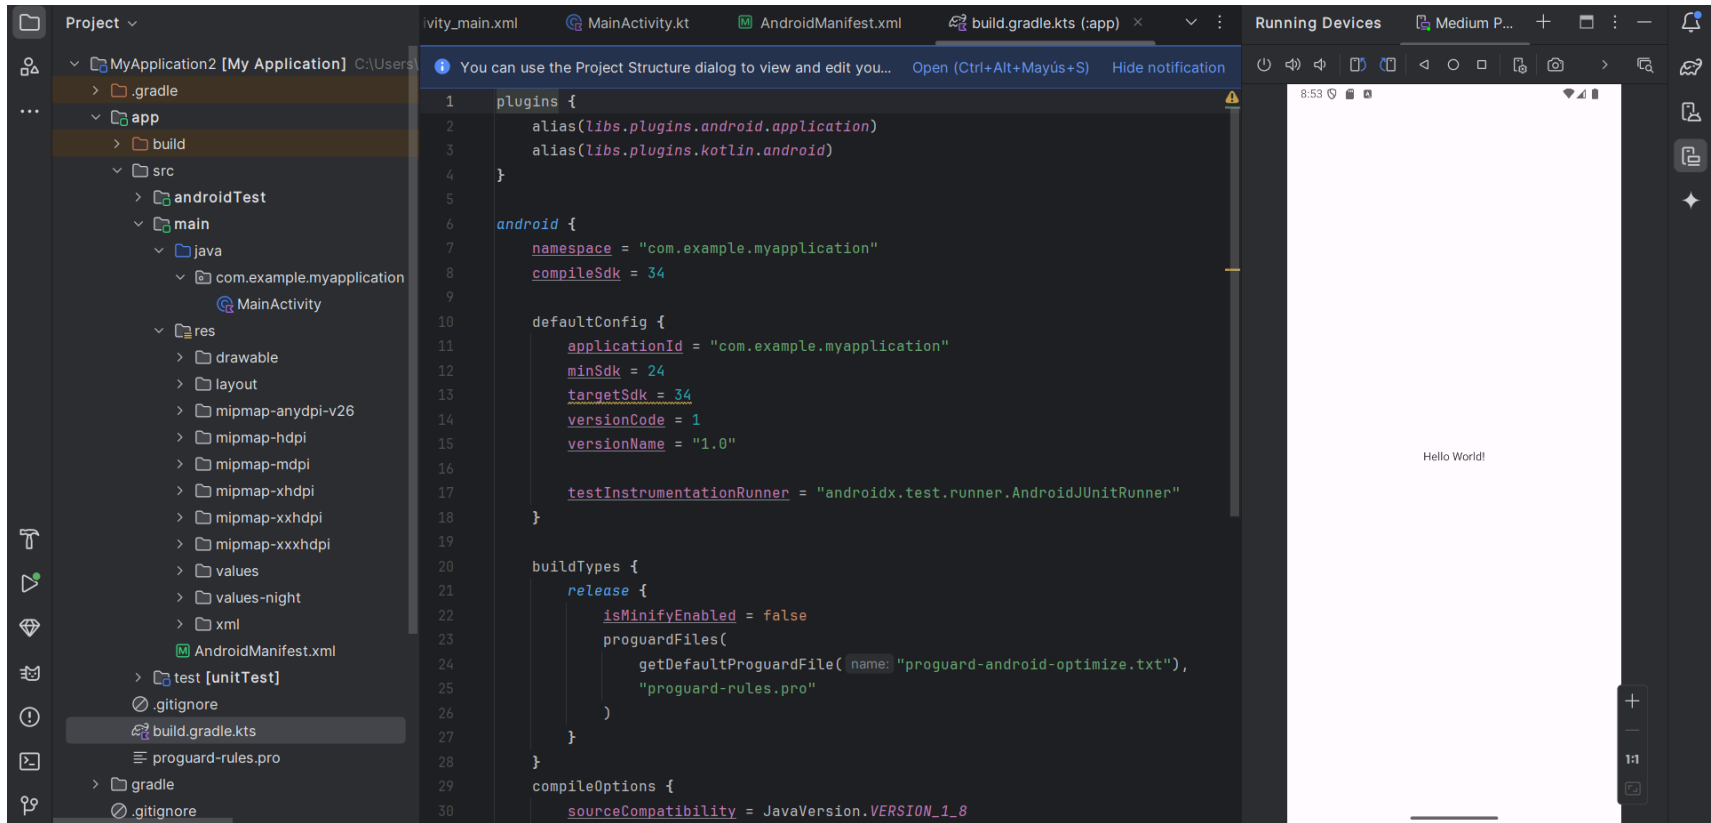 Project
MyApplication2 [My Application] C:\Users\
.gradle
app
build
src
androidTest
main
java
com.example.myapplication
MainActivity
res
drawable
layout
mipmap-anydpi-v26
mipmap-hdpi
mipmap-mdpi
mipmap-xhdpi
mipmap-xxhdpi
mipmap-xxxhdpi
values
values-night
xml
AndroidManifest.xml
test [unitTest]
.gitignore
build.gradle.kts
proguard-rules.pro
gradle
.gitignore
ivity_main.xml MainActivity.kt AndroidManifest.xml build.gradle.kts (:app)
You can use the Project Structure dialog to view and edit you... Open (Ctrl+Alt+Mayús+S) Hide notification
1 plugins {
2 alias(libs.plugins.android.application)
3 alias(libs.plugins.kotlin.android)
4 }
5
6 android {
7 namespace = "com.example.myapplication"
8 compileSdk = 34
9
10 defaultConfig {
11 applicationId = "com.example.myapplication"
12 minSdk = 24
13 targetSdk = 34
14 versionCode = 1
15 versionName = "1.0"
16
17 testInstrumentationRunner = "androidx.test.runner.AndroidJUnitRunner"
18 }
19
20 buildTypes {
21 release {
22 isMinifyEnabled = false
23 proguardFiles(
24 getDefaultProguardFile( name: "proguard-android-optimize.txt"),
25 "proguard-rules.pro"
26 )
27 }
28 }
29 compileOptions {
30 sourceCompatibility = JavaVersion.VERSION_1_8
Running Devices Medium P...
8:53
Hello World!
1:1